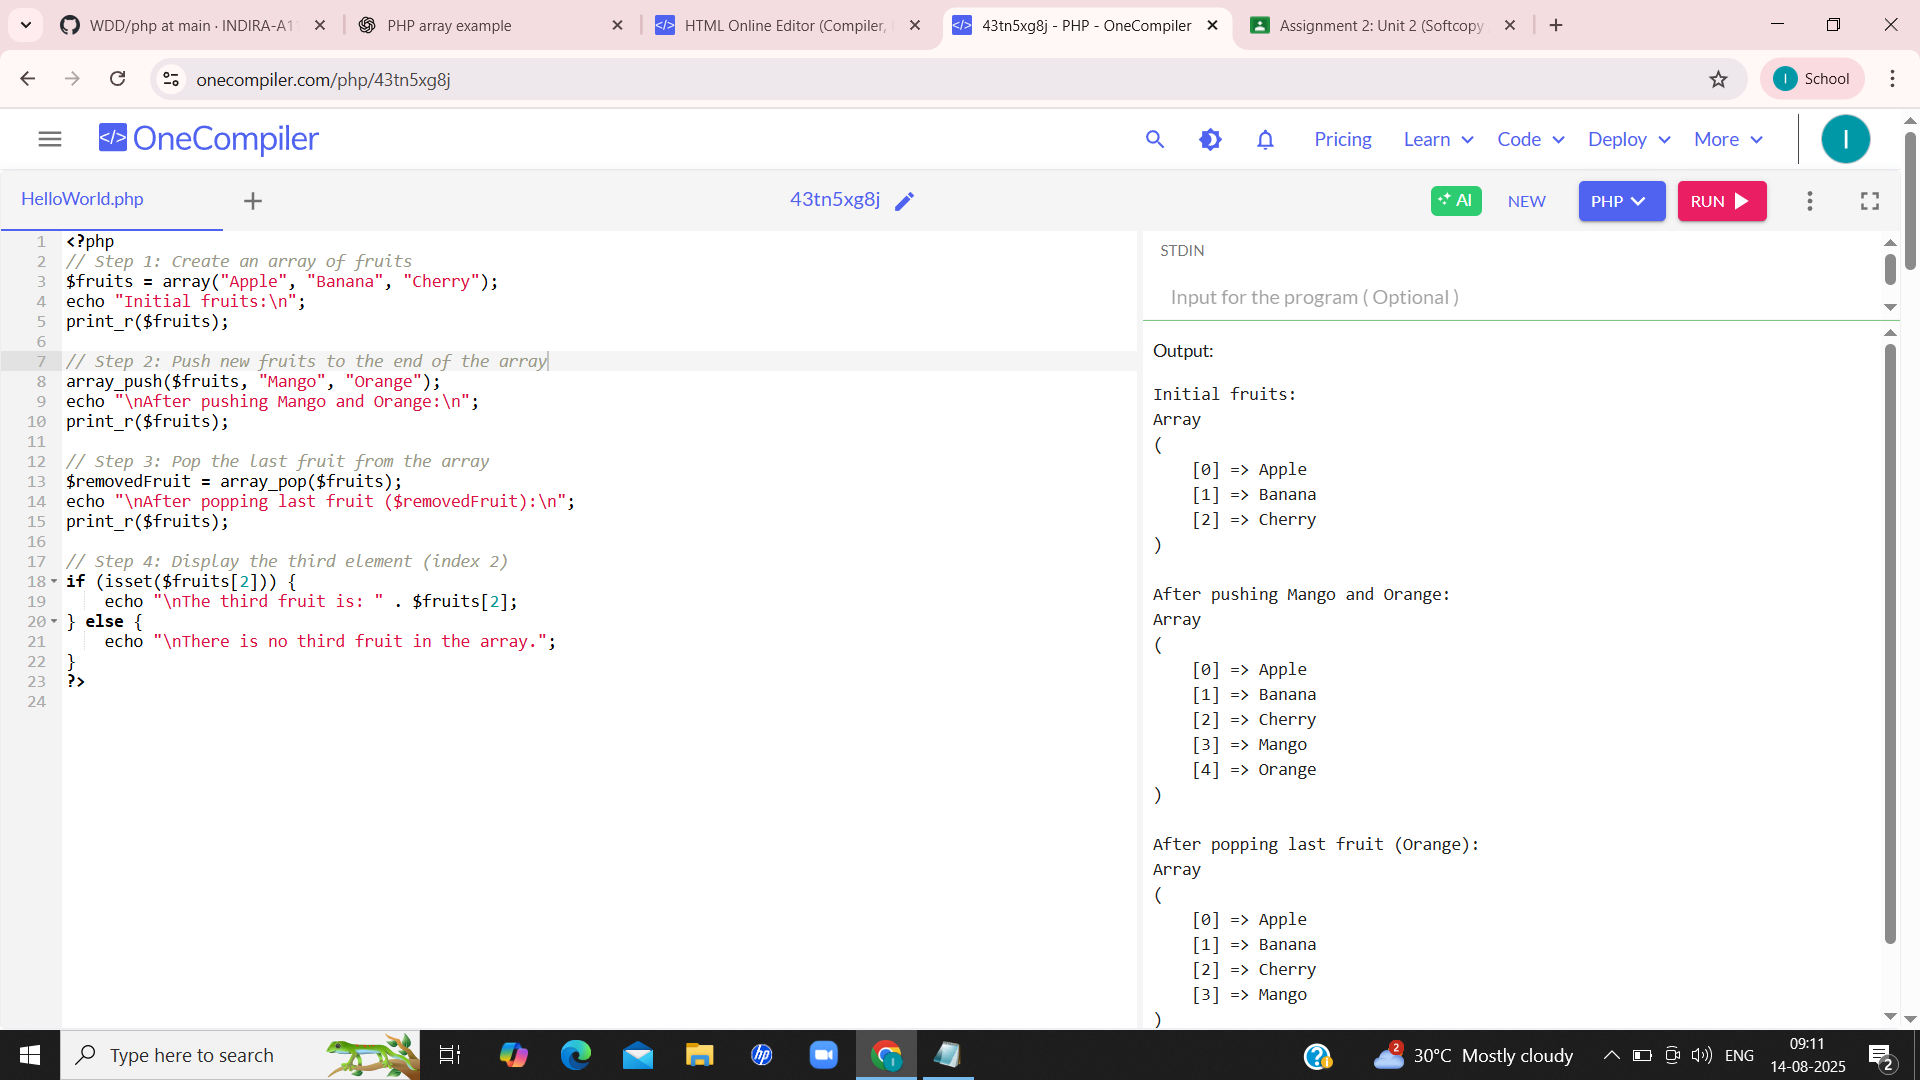 WDD/php at main · INDIRA-A1
PHP array example
HTML Online Editor (Compiler,
43tn5xg8j - PHP - OneCompiler
Assignment 2: Unit 2 (Softcopy
onecompiler.com/php/43tn5xg8j
I School
</> OneCompiler
Pricing
Learn
Code
Deploy
More
I
HelloWorld.php
43tn5xg8j
AI
NEW
PHP
RUN
1 <?php
2 // Step 1: Create an array of fruits
3 $fruits = array("Apple", "Banana", "Cherry");
4 echo "Initial fruits:\n";
5 print_r($fruits);
6
7 // Step 2: Push new fruits to the end of the array
8 array_push($fruits, "Mango", "Orange");
9 echo "\nAfter pushing Mango and Orange:\n";
10 print_r($fruits);
11
12 // Step 3: Pop the last fruit from the array
13 $removedFruit = array_pop($fruits);
14 echo "\nAfter popping last fruit ($removedFruit):\n";
15 print_r($fruits);
16
17 // Step 4: Display the third element (index 2)
18 if (isset($fruits[2])) {
19 echo "\nThe third fruit is: " . $fruits[2];
20 } else {
21 echo "\nThere is no third fruit in the array.";
22 }
23 ?>
24
STDIN
Input for the program ( Optional )
Output:
Initial fruits:
Array
(
[0] => Apple
[1] => Banana
[2] => Cherry
)
After pushing Mango and Orange:
Array
(
[0] => Apple
[1] => Banana
[2] => Cherry
[3] => Mango
[4] => Orange
)
After popping last fruit (Orange):
Array
(
[0] => Apple
[1] => Banana
[2] => Cherry
[3] => Mango
)
Type here to search
hp
2
30°C Mostly cloudy
ENG
09:11
14-08-2025
2